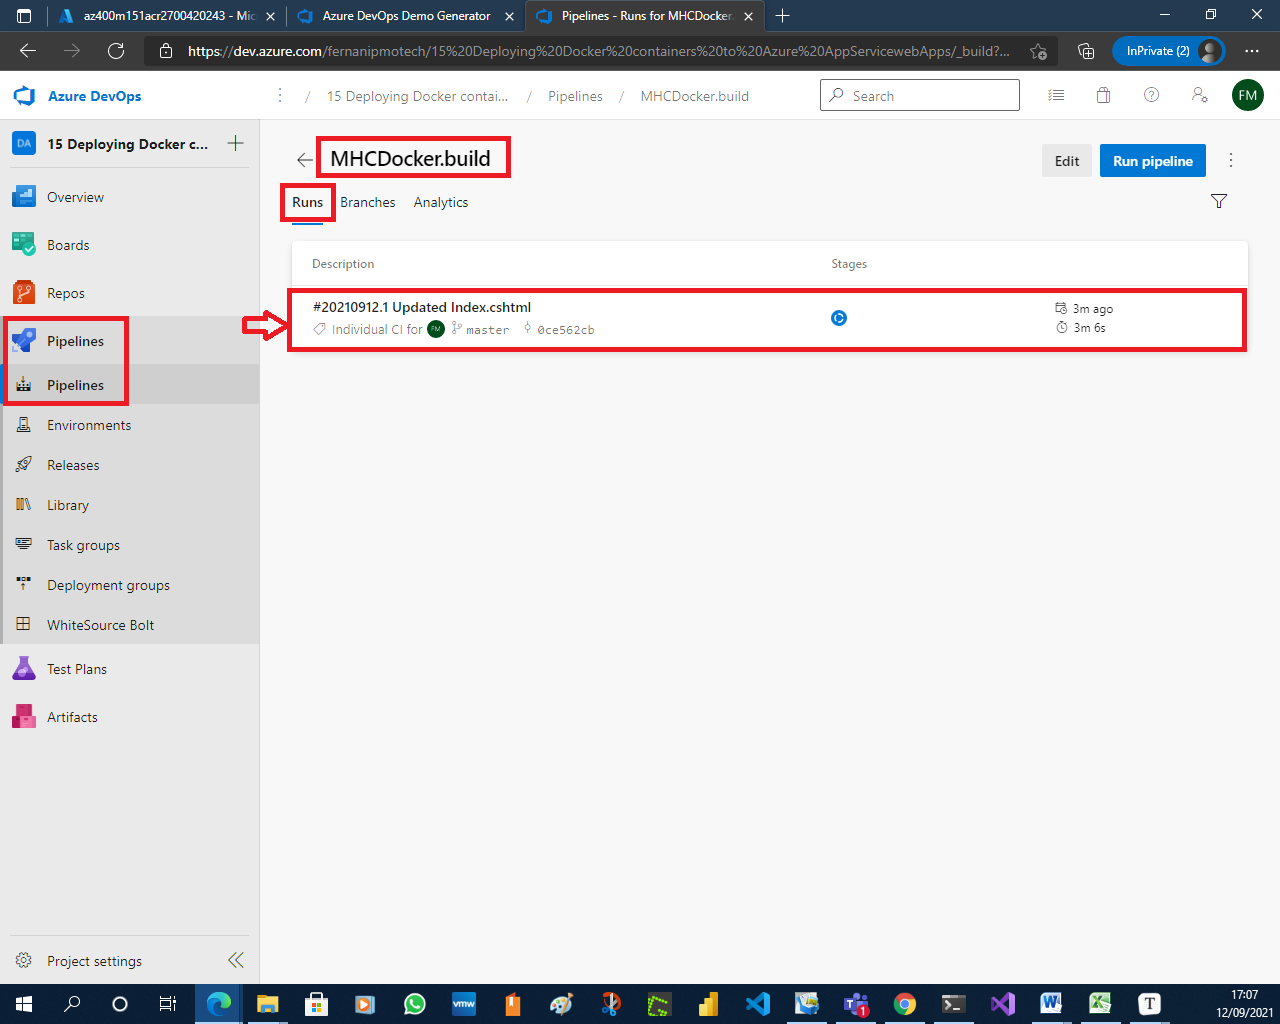 az400m151acr2700420243 - Mic
Azure DevOps Demo Generator
Pipelines - Runs for MHCDocker.
https://dev.azure.com/fernanipmotech/15%20Deploying%20Docker%20containers%20to%20Azure%20AppServicewebApps/_build?...
InPrivate (2)
Azure DevOps
/ 15 Deploying Docker contai... / Pipelines / MHCDocker.build
Search
FM
DA
15 Deploying Docker c...
Overview
Boards
Repos
Pipelines
Pipelines
Environments
Releases
Library
Task groups
Deployment groups
WhiteSource Bolt
Test Plans
Artifacts
Project settings
MHCDocker.build
Edit
Run pipeline
Runs
Branches
Analytics
Description
Stages
#20210912.1 Updated Index.cshtml
Individual CI for FM master 0ce562cb
3m ago
3m 6s
vmw
1
T
17:07
12/09/2021